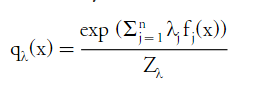 q_λ(x) = exp (Σ_{j=1}^{n} λ_j f_j(x)) / Z_λ